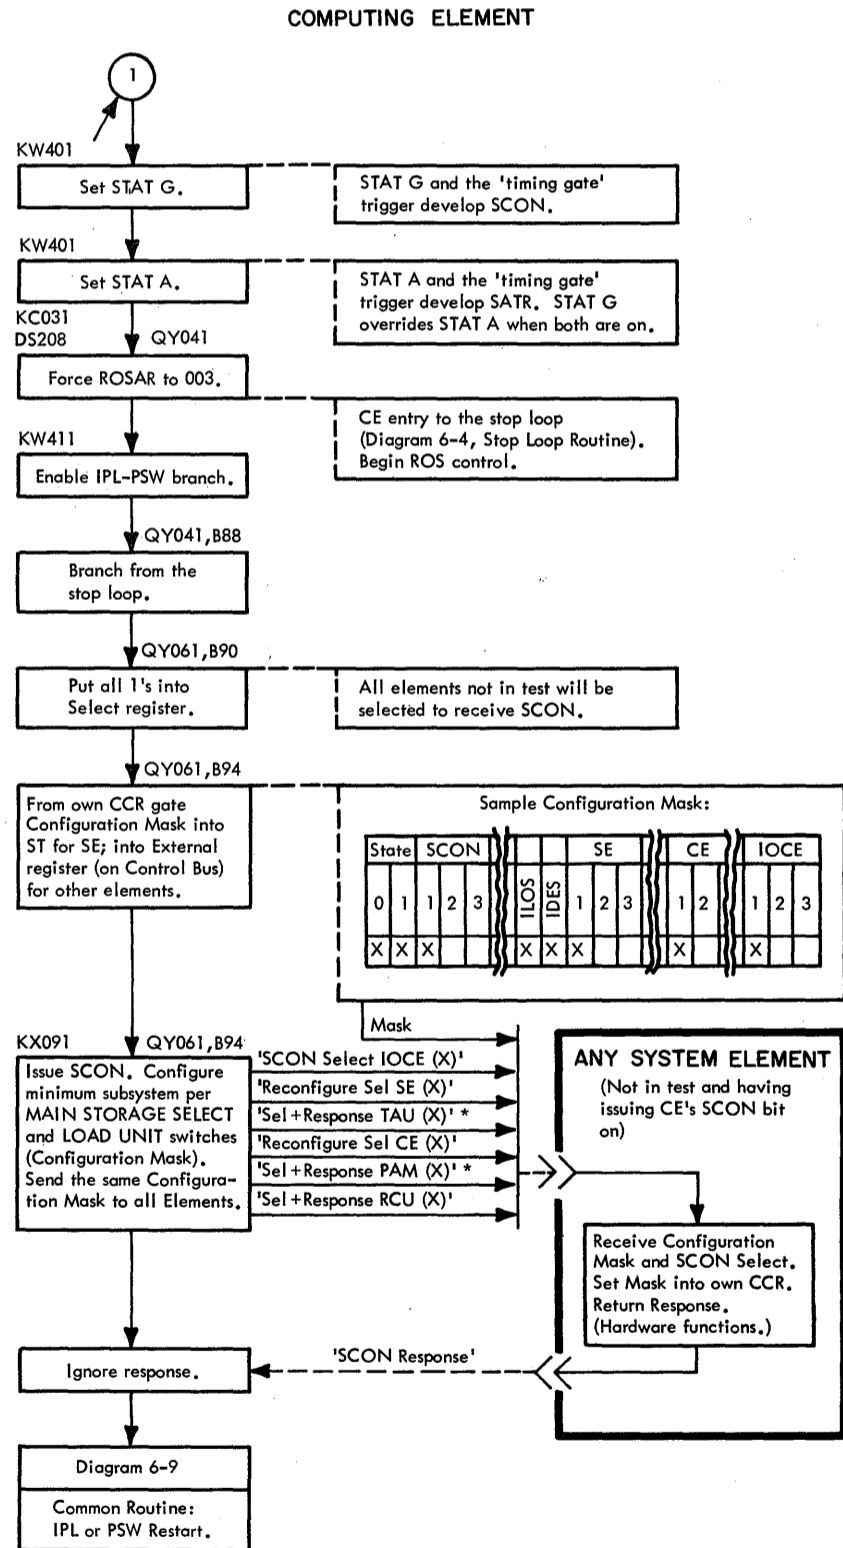 COMPUTING ELEMENT
1
KW401
Set STAT G.
STAT G and the 'timing gate'
trigger develop SCON.
KW401
Set STAT A.
STAT A and the 'timing gate'
trigger develop SATR. STAT G
overrides STAT A when both are on.
KC031
DS208
QY041
Force ROSAR to 003.
CE entry to the stop loop
(Diagram 6-4, Stop Loop Routine).
Begin ROS control.
KW411
Enable IPL-PSW branch.
QY041,B88
Branch from the
stop loop.
QY061,B90
Put all 1's into
Select register.
All elements not in test will be
selected to receive SCON.
QY061,B94
From own CCR gate
Configuration Mask into
ST for SE; into External
register (on Control Bus)
for other elements.
Sample Configuration Mask:
State SCON SE CE IOCE
0 1 1 2 3 ILOS IDES 1 2 3 1 2 1 2 3
X X X X X X X X
Mask
KX091
QY061,B94
Issue SCON. Configure
minimum subsystem per
MAIN STORAGE SELECT
and LOAD UNIT switches
(Configuration Mask).
Send the same Configura-
tion Mask to all Elements.
'SCON Select IOCE (X)'
'Reconfigure Sel SE (X)'
'Sel+Response TAU (X)' *
'Reconfigure Sel CE (X)'
'Sel+Response PAM (X)' *
'Sel+Response RCU (X)'
ANY SYSTEM ELEMENT
(Not in test and having
issuing CE's SCON bit
on)
Receive Configuration
Mask and SCON Select.
Set Mask into own CCR.
Return Response.
(Hardware functions.)
Ignore response.
'SCON Response'
Diagram 6-9
Common Routine:
IPL or PSW Restart.